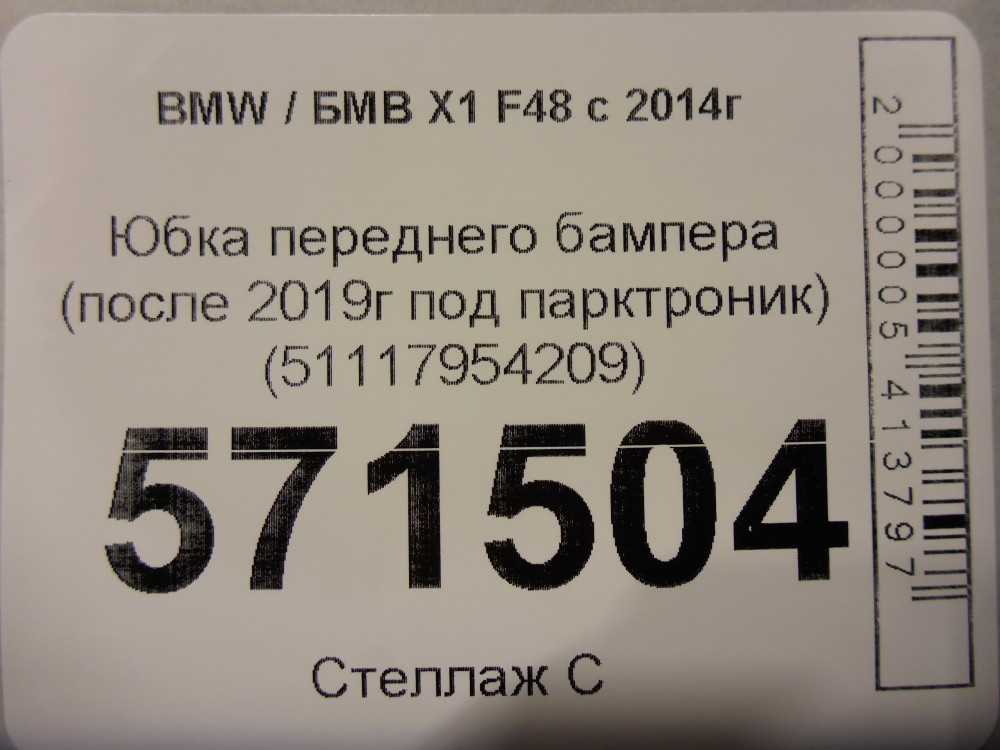 BMW / БМВ X1 F48 с 2014г
Юбка переднего бампера
(после 2019г под парктроник)
(51117954209)
571504
Стеллаж С
2000005413797